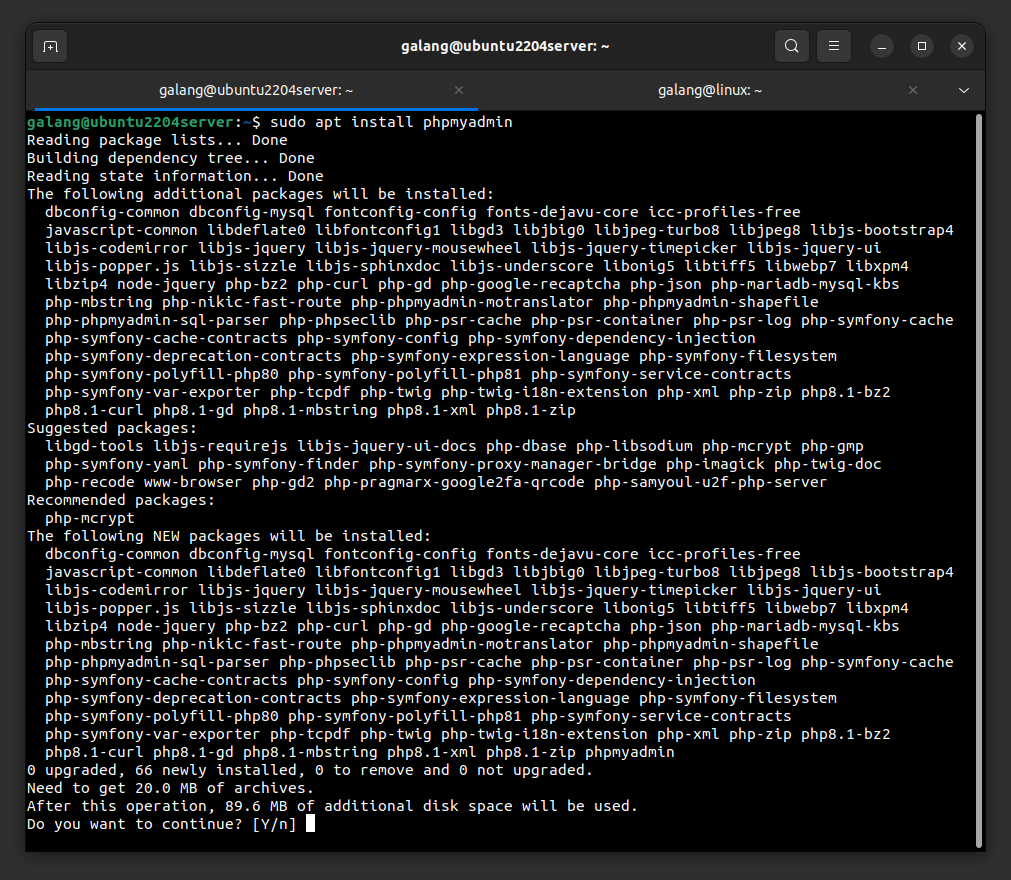 galang@ubuntu2204server: ~
galang@ubuntu2204server: ~
galang@linux: ~
galang@ubuntu2204server:~$ sudo apt install phpmyadmin
Reading package lists... Done
Building dependency tree... Done
Reading state information... Done
The following additional packages will be installed:
dbconfig-common dbconfig-mysql fontconfig-config fonts-dejavu-core icc-profiles-free
javascript-common libdeflate0 libfontconfig1 libgd3 libjbig0 libjpeg-turbo8 libjpeg8 libjs-bootstrap4
libjs-codemirror libjs-jquery libjs-jquery-mousewheel libjs-jquery-timepicker libjs-jquery-ui
libjs-popper.js libjs-sizzle libjs-sphinxdoc libjs-underscore libonig5 libtiff5 libwebp7 libxpm4
libzip4 node-jquery php-bz2 php-curl php-gd php-google-recaptcha php-json php-mariadb-mysql-kbs
php-mbstring php-nikic-fast-route php-phpmyadmin-motranslator php-phpmyadmin-shapefile
php-phpmyadmin-sql-parser php-phpseclib php-psr-cache php-psr-container php-psr-log php-symfony-cache
php-symfony-cache-contracts php-symfony-config php-symfony-dependency-injection
php-symfony-deprecation-contracts php-symfony-expression-language php-symfony-filesystem
php-symfony-polyfill-php80 php-symfony-polyfill-php81 php-symfony-service-contracts
php-symfony-var-exporter php-tcpdf php-twig php-twig-i18n-extension php-xml php-zip php8.1-bz2
php8.1-curl php8.1-gd php8.1-mbstring php8.1-xml php8.1-zip
Suggested packages:
libgd-tools libjs-requirejs libjs-jquery-ui-docs php-dbase php-libsodium php-mcrypt php-gmp
php-symfony-yaml php-symfony-finder php-symfony-proxy-manager-bridge php-imagick php-twig-doc
php-recode www-browser php-gd2 php-pragmarx-google2fa-qrcode php-samyoul-u2f-php-server
Recommended packages:
php-mcrypt
The following NEW packages will be installed:
dbconfig-common dbconfig-mysql fontconfig-config fonts-dejavu-core icc-profiles-free
javascript-common libdeflate0 libfontconfig1 libgd3 libjbig0 libjpeg-turbo8 libjpeg8 libjs-bootstrap4
libjs-codemirror libjs-jquery libjs-jquery-mousewheel libjs-jquery-timepicker libjs-jquery-ui
libjs-popper.js libjs-sizzle libjs-sphinxdoc libjs-underscore libonig5 libtiff5 libwebp7 libxpm4
libzip4 node-jquery php-bz2 php-curl php-gd php-google-recaptcha php-json php-mariadb-mysql-kbs
php-mbstring php-nikic-fast-route php-phpmyadmin-motranslator php-phpmyadmin-shapefile
php-phpmyadmin-sql-parser php-phpseclib php-psr-cache php-psr-container php-psr-log php-symfony-cache
php-symfony-cache-contracts php-symfony-config php-symfony-dependency-injection
php-symfony-deprecation-contracts php-symfony-expression-language php-symfony-filesystem
php-symfony-polyfill-php80 php-symfony-polyfill-php81 php-symfony-service-contracts
php-symfony-var-exporter php-tcpdf php-twig php-twig-i18n-extension php-xml php-zip php8.1-bz2
php8.1-curl php8.1-gd php8.1-mbstring php8.1-xml php8.1-zip phpmyadmin
0 upgraded, 66 newly installed, 0 to remove and 0 not upgraded.
Need to get 20.0 MB of archives.
After this operation, 89.6 MB of additional disk space will be used.
Do you want to continue? [Y/n]